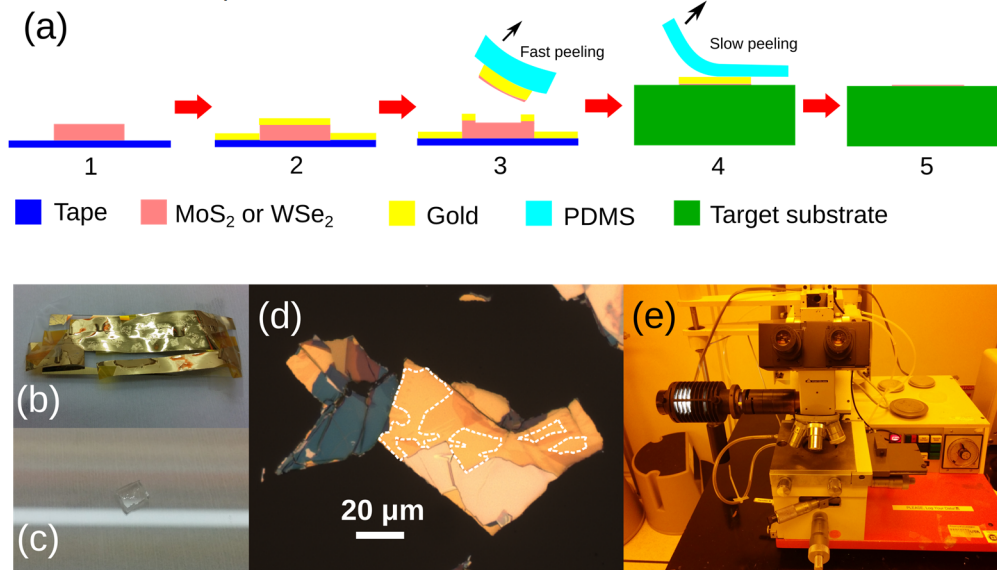 (a)
Fast peeling
Slow peeling
1
2
3
4
5
Tape
MoS₂ or WSe₂
Gold
PDMS
Target substrate
(b)
(c)
(d)
20 µm
(e)